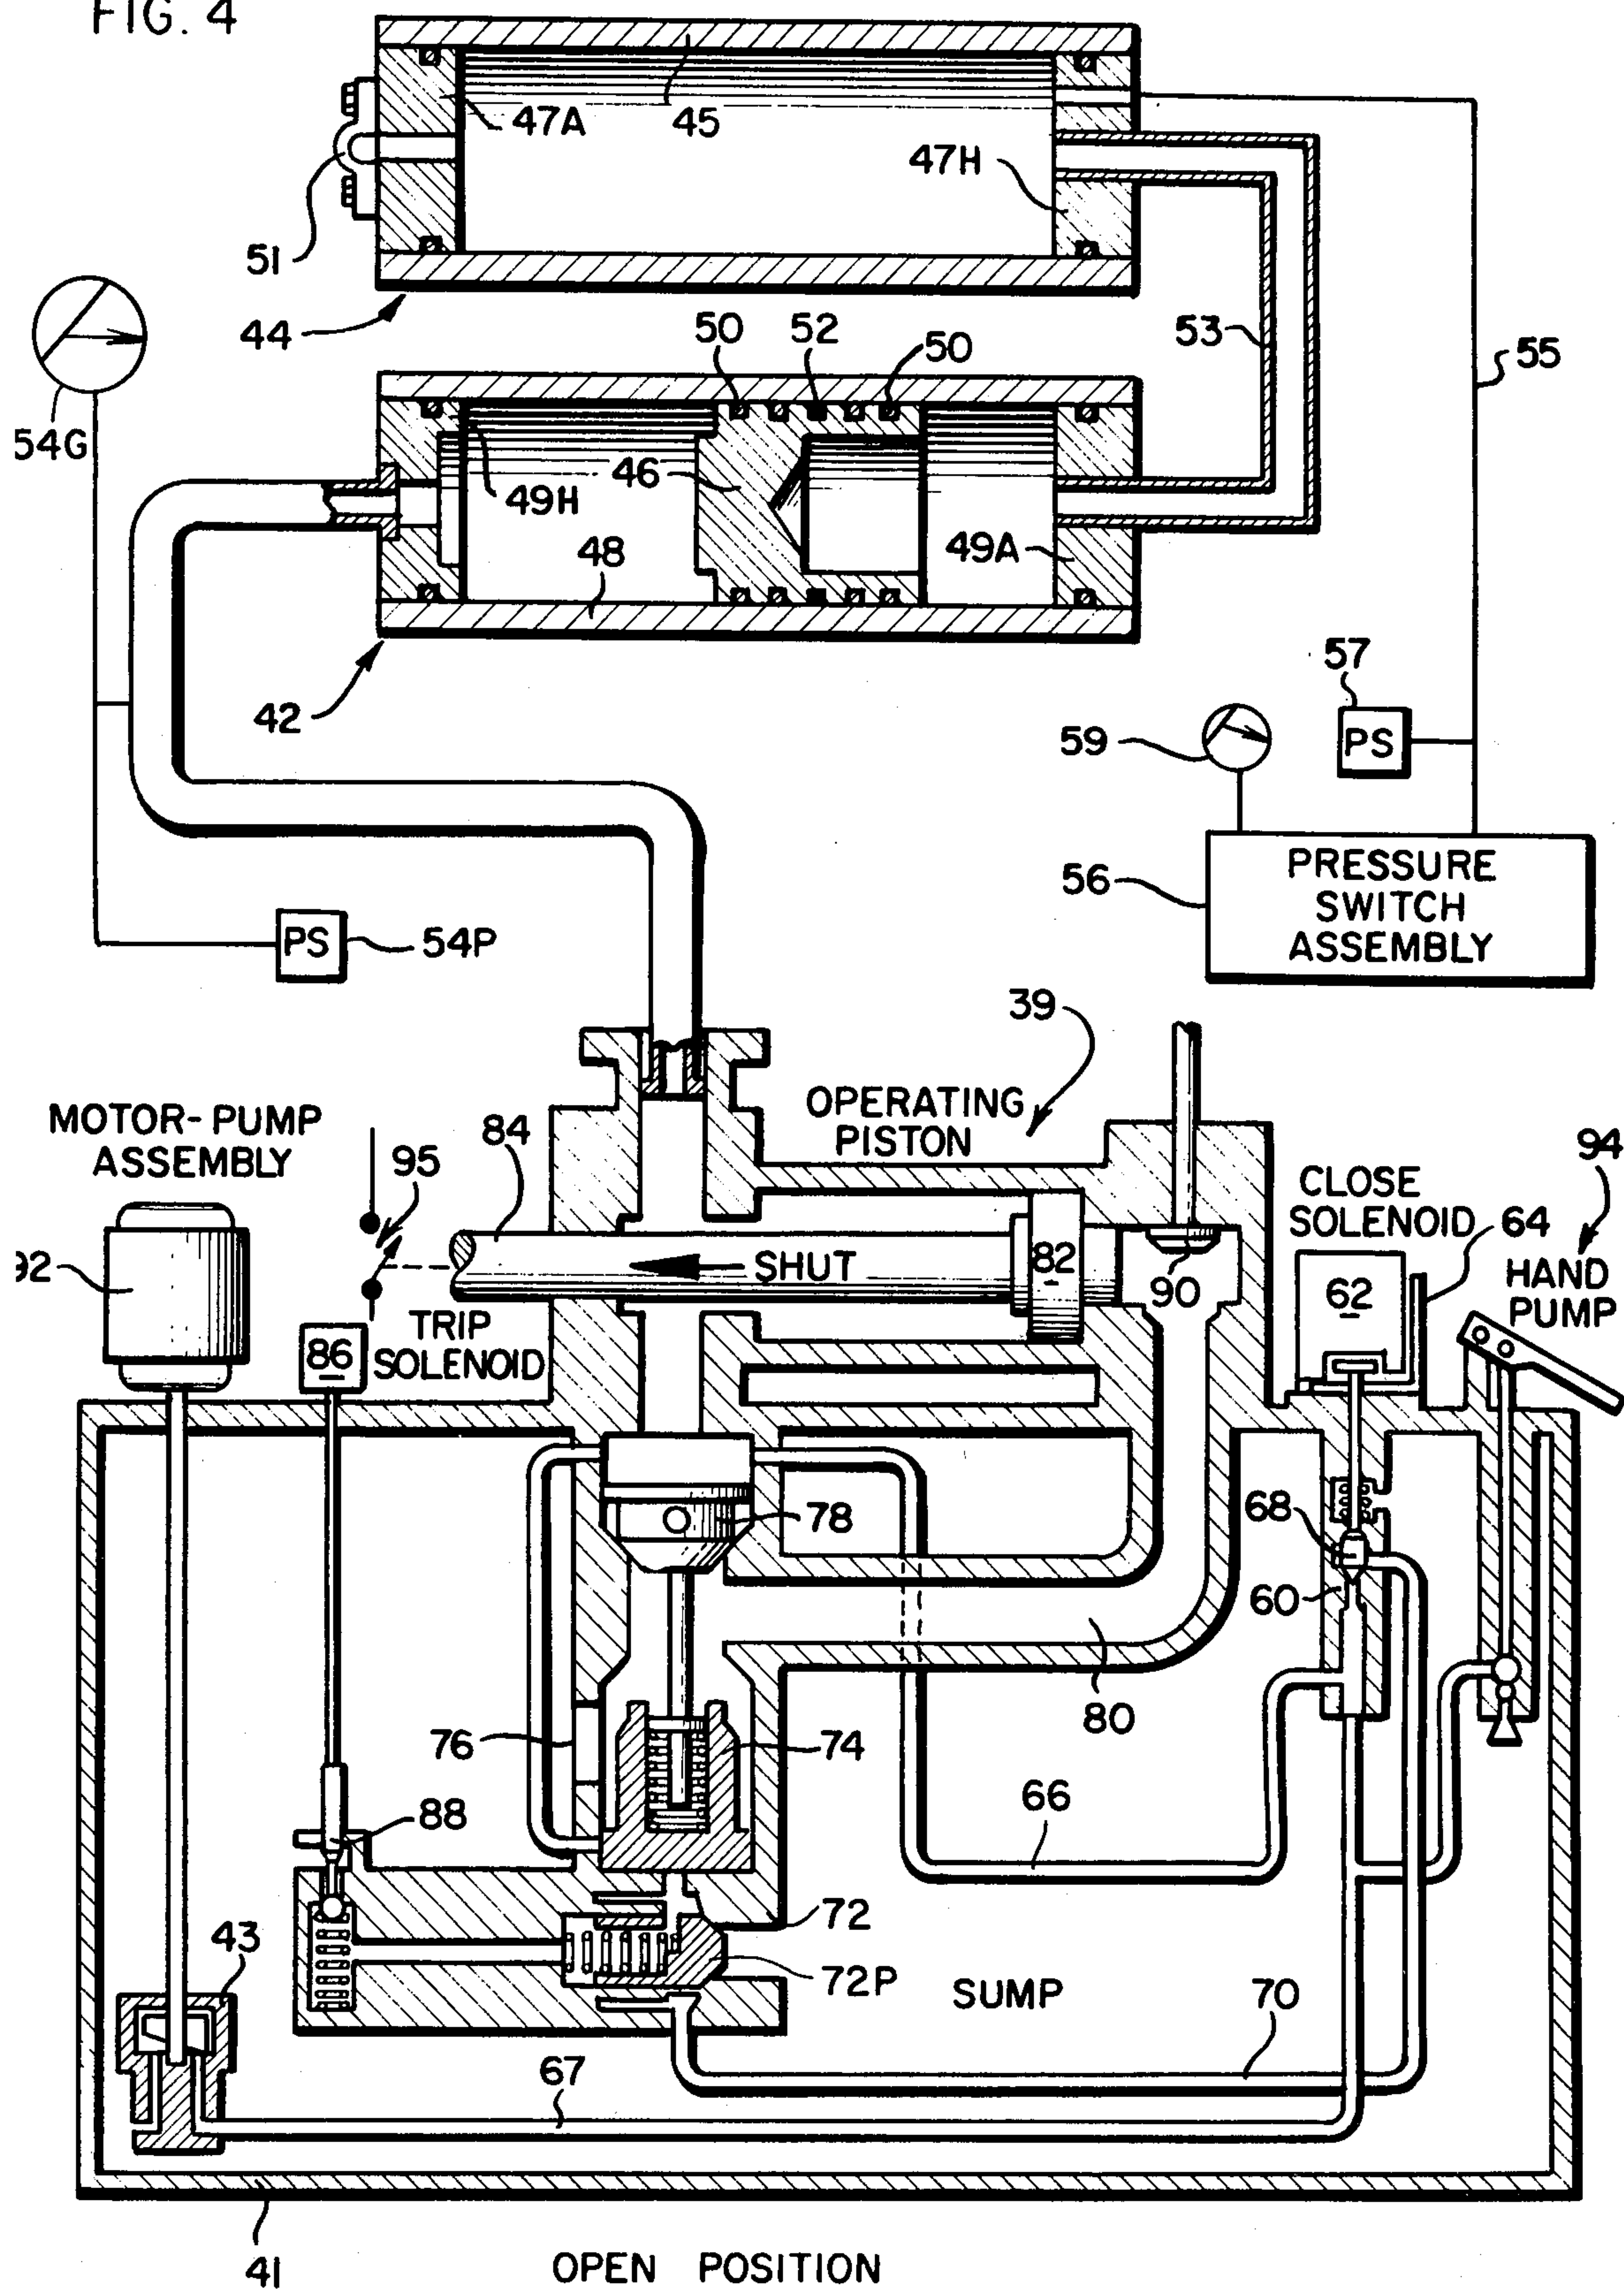 FIG. 4
47A
45
47H
51
44
50
52
50
53
55
54G
46
49H
48
49A
42
57
PS
59
56
PRESSURE
SWITCH
ASSEMBLY
PS
54P
39
MOTOR-PUMP
ASSEMBLY
84
95
OPERATING
PISTON
94
CLOSE
SOLENOID
64
HAND
PUMP
92
SHUT
82
90
62
86
TRIP
SOLENOID
78
68
60
80
76
74
66
88
72
72P
43
SUMP
70
67
41
OPEN POSITION